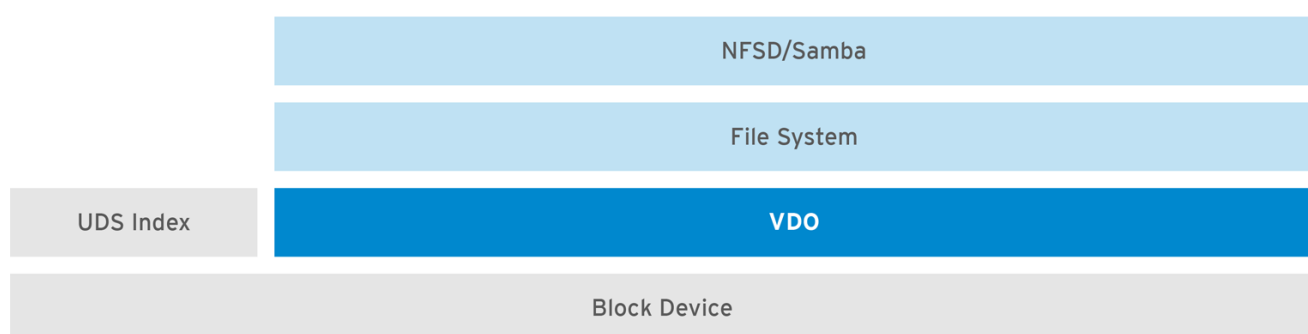 NFSD/Samba
File System
UDS Index
VDO
Block Device